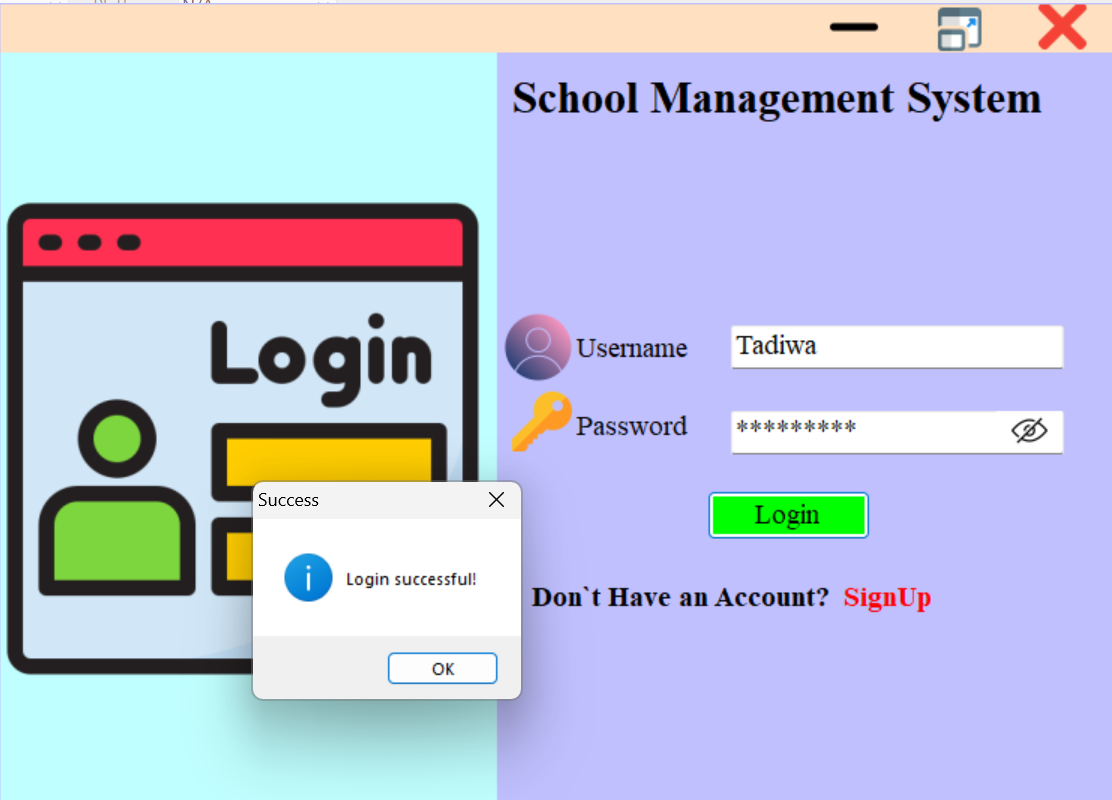 School Management System
Login
Username
Tadiwa
Password
*********
Login
Don`t Have an Account? SignUp
Success
Login successful!
OK